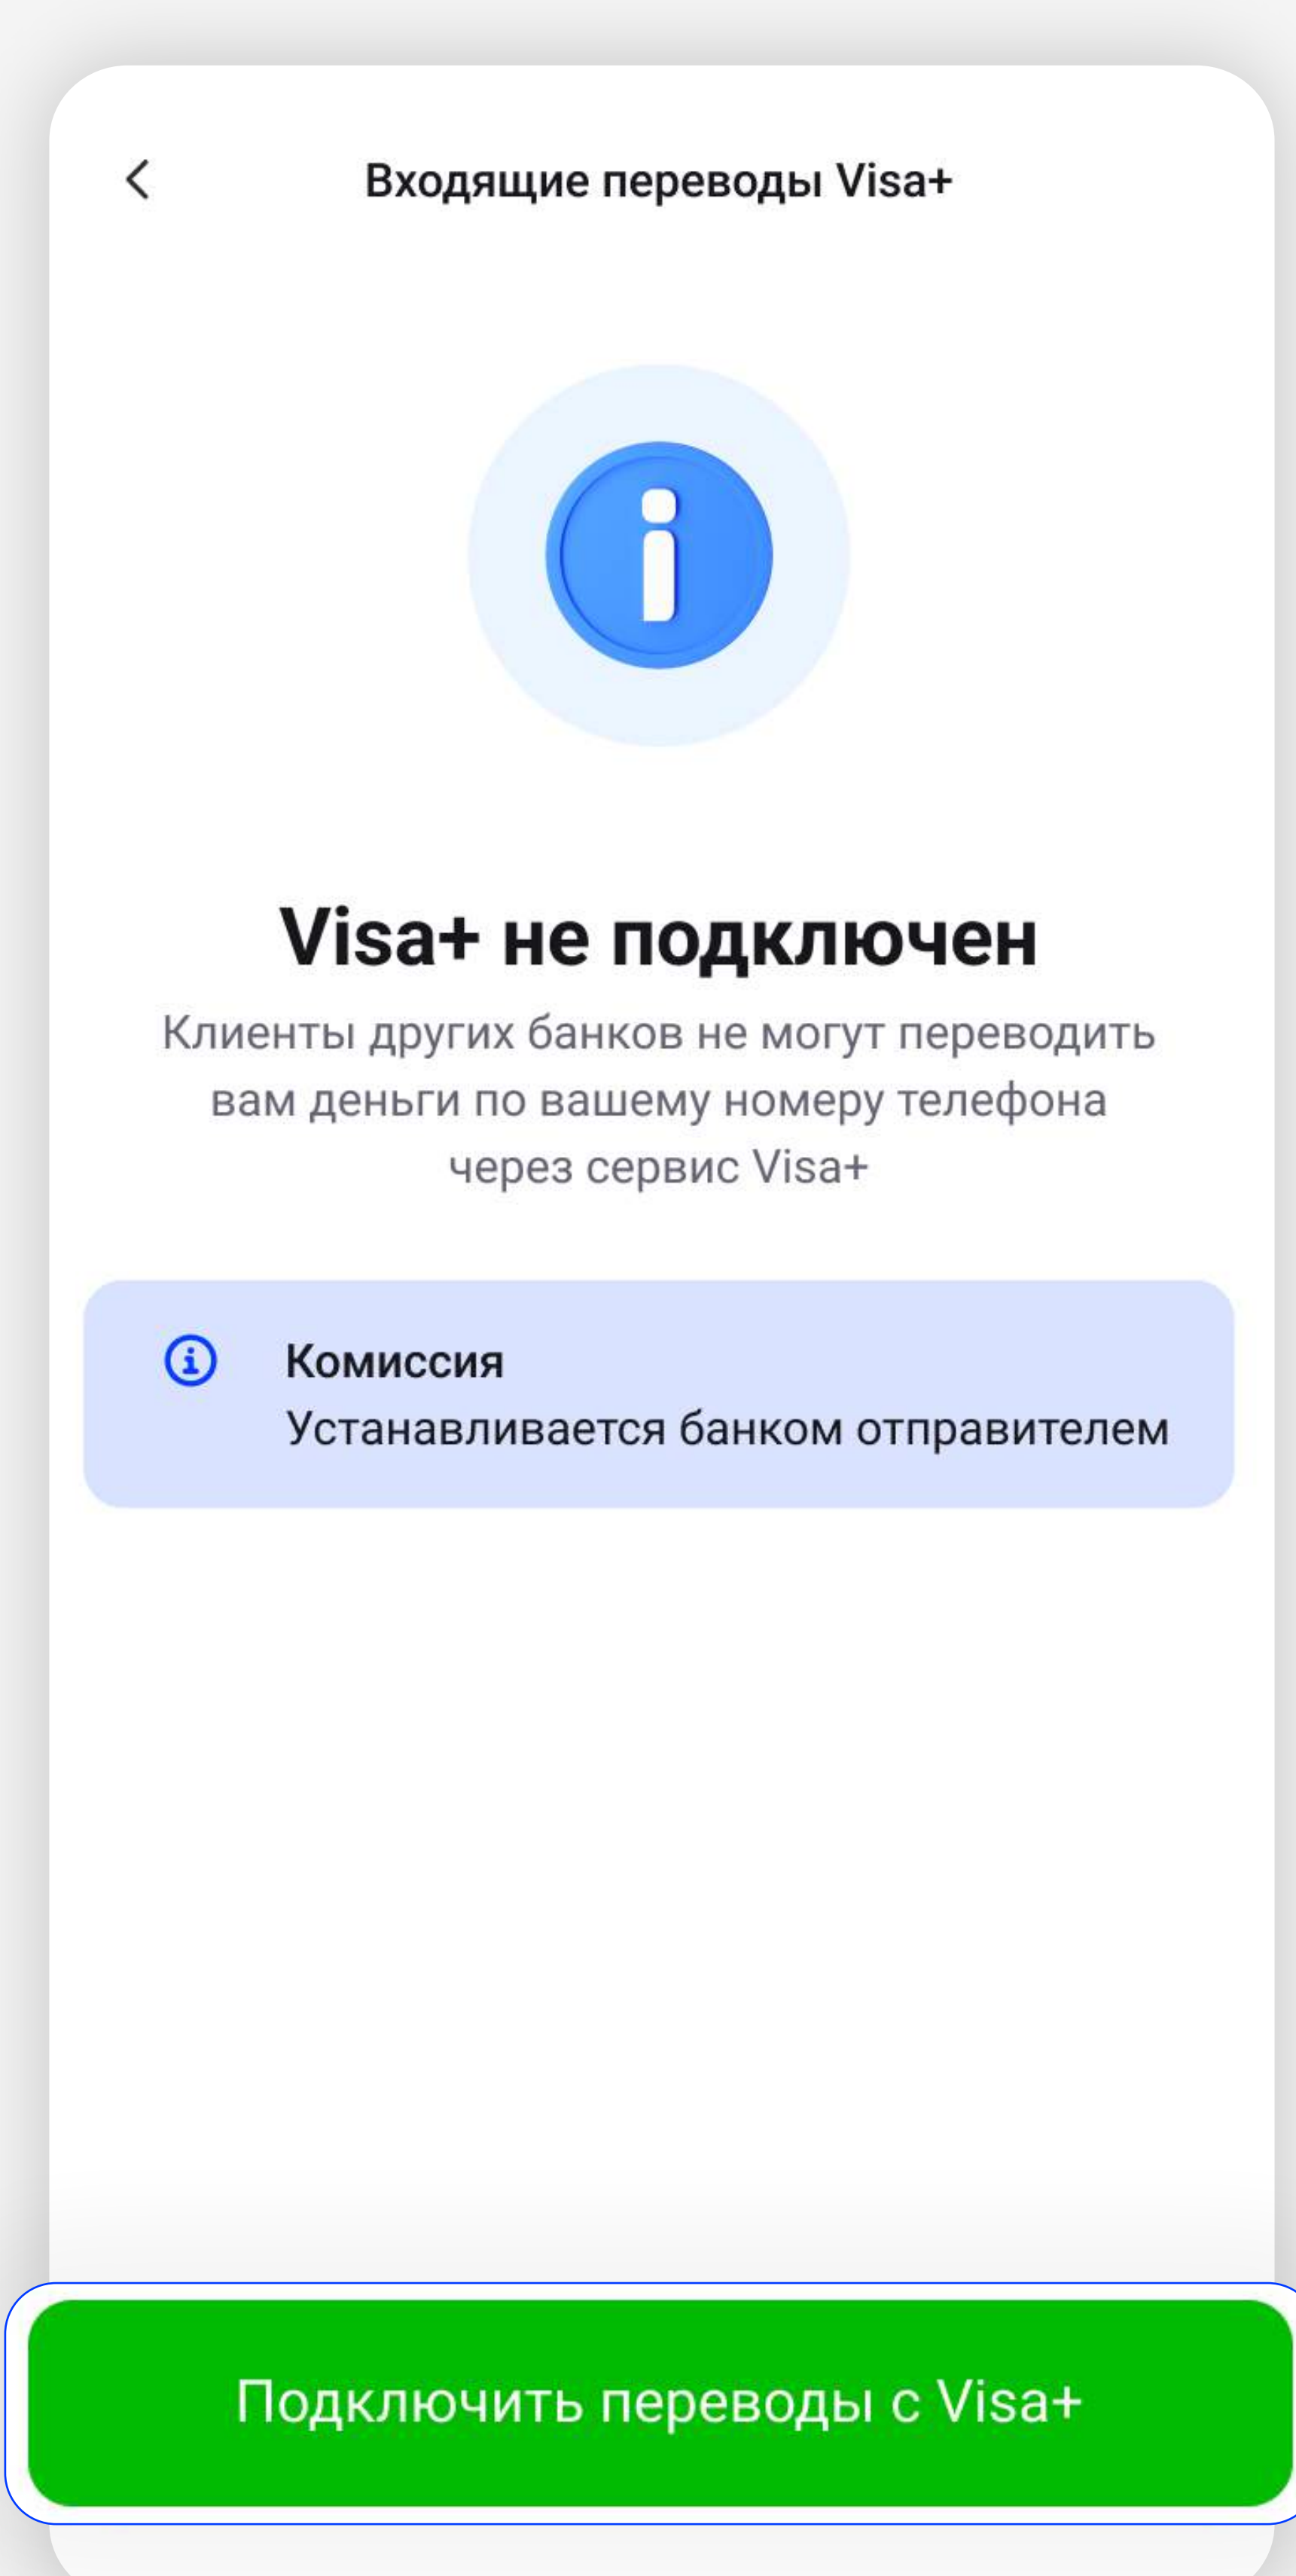 Входящие переводы Visa+
Visa+ не подключен
Клиенты других банков не могут переводить
вам деньги по вашему номеру телефона
через сервис Visa+
Комиссия
Устанавливается банком отправителем
Подключить переводы с Visa+